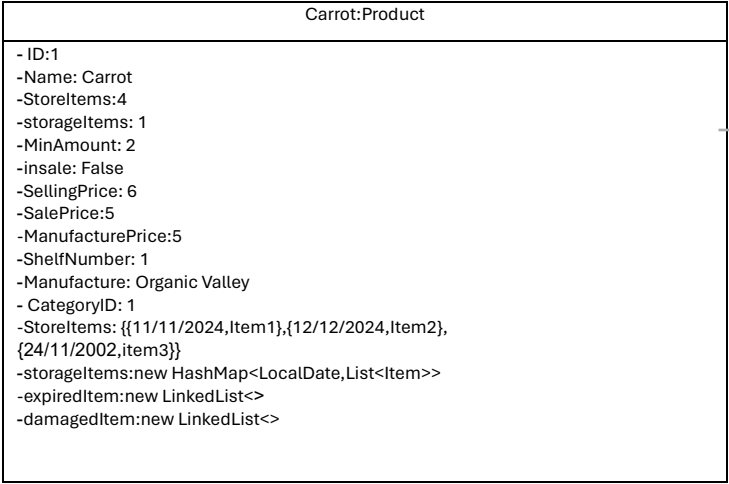 Carrot:Product
- ID:1
-Name: Carrot
-StoreItems:4
-storageItems: 1
-MinAmount: 2
-insale: False
-SellingPrice: 6
-SalePrice:5
-ManufacturePrice:5
-ShelfNumber: 1
-Manufacture: Organic Valley
- CategoryID: 1
-StoreItems: {{11/11/2024,Item1},{12/12/2024,Item2},
{24/11/2002,item3}}
-storageItems:new HashMap<LocalDate,List<Item>>
-expiredItem:new LinkedList<>
-damagedItem:new LinkedList<>